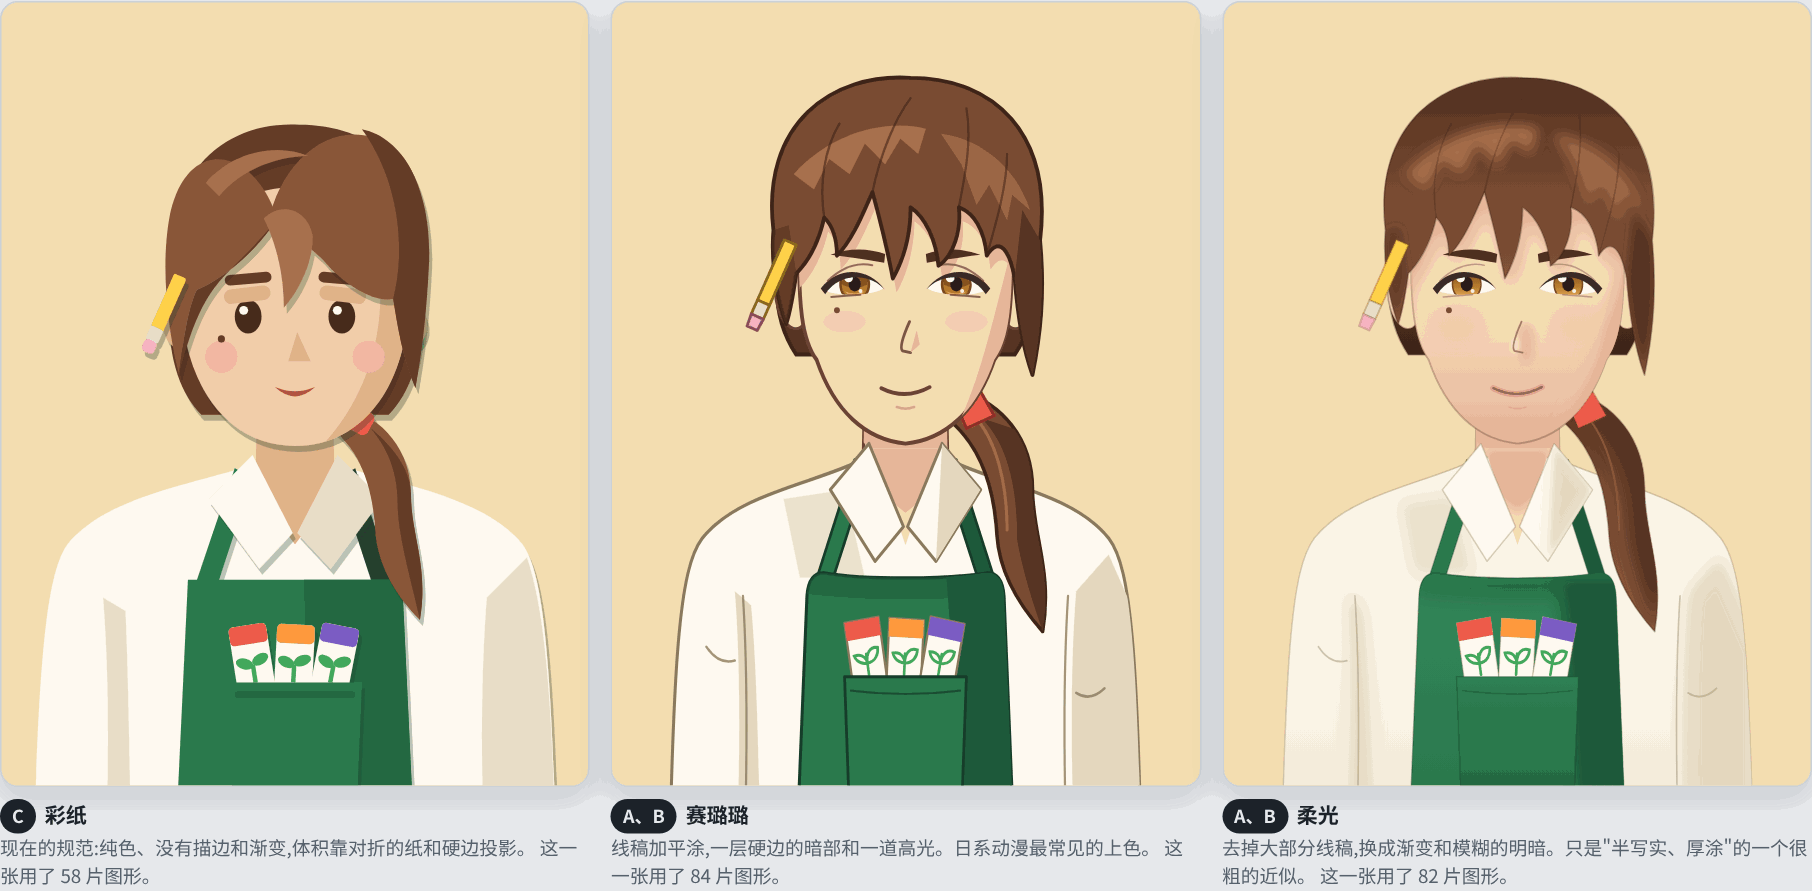 C 彩纸
现在的规范:纯色、没有描边和渐变,体积靠对折的纸和硬边投影。 这一
张用了 58 片图形。
A、B 赛璐璐
线稿加平涂,一层硬边的暗部和一道高光。日系动漫最常见的上色。 这
一张用了 84 片图形。
A、B 柔光
去掉大部分线稿,换成渐变和模糊的明暗。只是"半写实、厚涂"的一个很
粗的近似。 这一张用了 82 片图形。